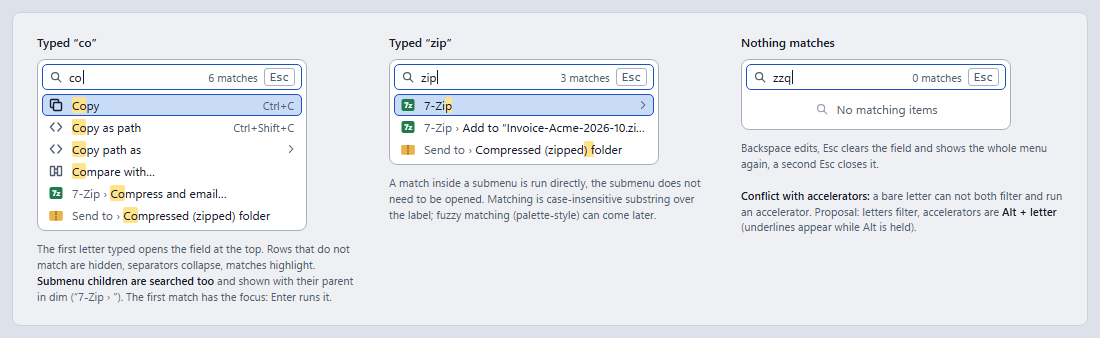 Typed “co”
co
6 matches
Esc
Copy
Ctrl+C
Copy as path
Ctrl+Shift+C
Copy path as
Compare with...
7z
7-Zip › Compress and email...
Send to › Compressed (zipped) folder
The first letter typed opens the field at the top. Rows that do not
match are hidden, separators collapse, matches highlight.
Submenu children are searched too and shown with their parent
in dim (“7-Zip › ”). The first match has the focus: Enter runs it.
Typed “zip”
zip
3 matches
Esc
7z
7-Zip
7z
7-Zip › Add to “Invoice-Acme-2026-10.zi...
Send to › Compressed (zipped) folder
A match inside a submenu is run directly, the submenu does not
need to be opened. Matching is case-insensitive substring over
the label; fuzzy matching (palette-style) can come later.
Nothing matches
zzq
0 matches
Esc
No matching items
Backspace edits, Esc clears the field and shows the whole menu
again, a second Esc closes it.
Conflict with accelerators: a bare letter can not both filter and run
an accelerator. Proposal: letters filter, accelerators are Alt + letter
(underlines appear while Alt is held).